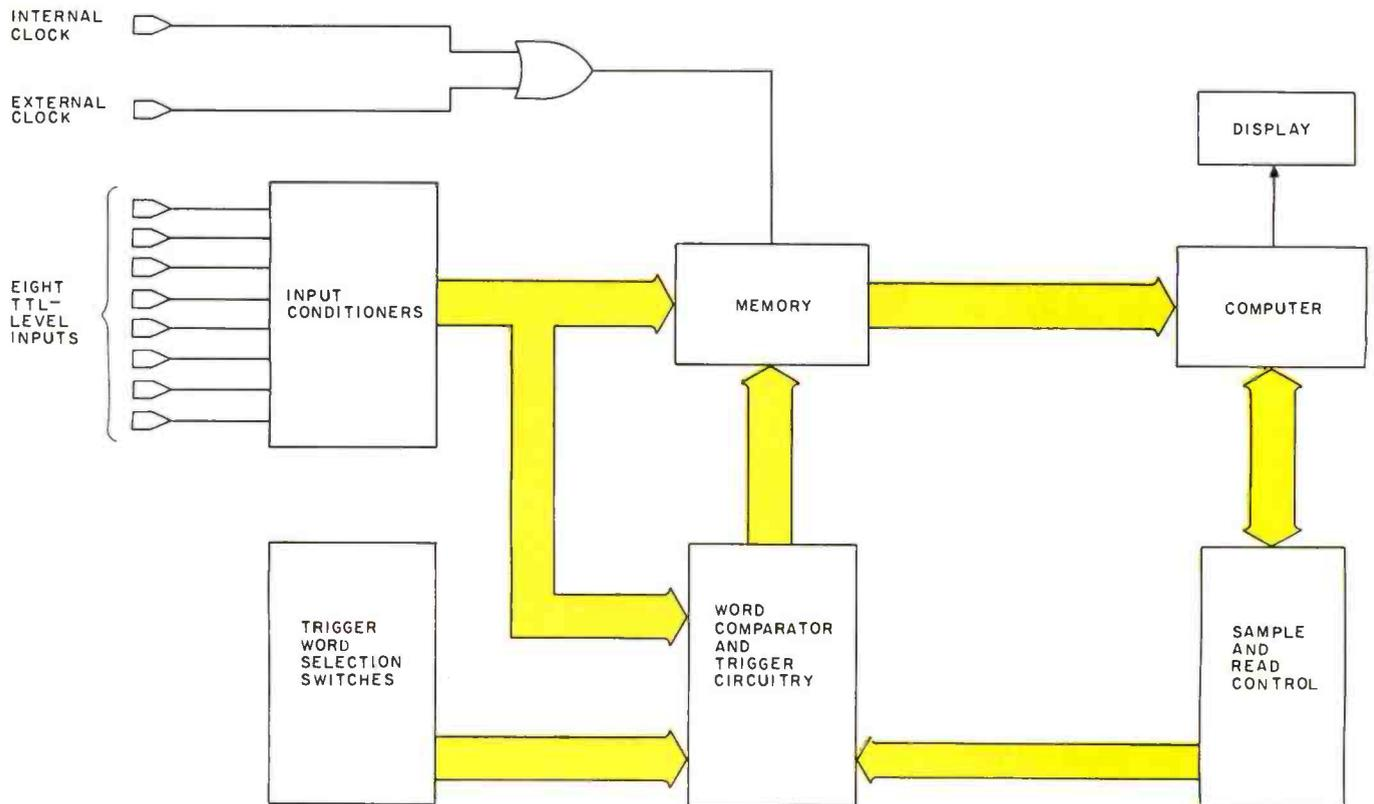 INTERNAL
CLOCK
EXTERNAL
CLOCK
DISPLAY
EIGHT
TTL-
LEVEL
INPUTS
INPUT
CONDITIONERS
MEMORY
COMPUTER
TRIGGER
WORD
SELECTION
SWITCHES
WORD
COMPARATOR
AND
TRIGGER
CIRCUITRY
SAMPLE
AND
READ
CONTROL